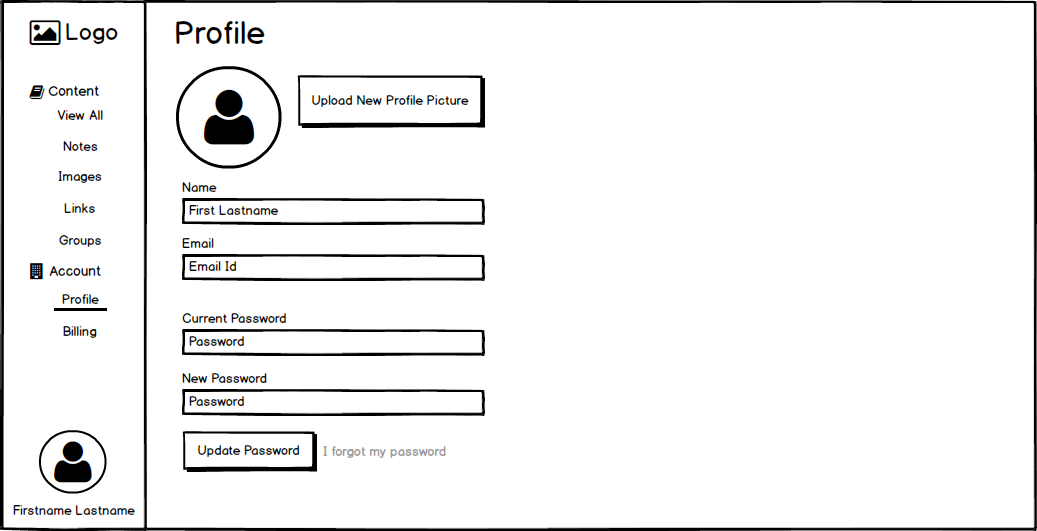 Logo
Content
View All
Notes
Images
Links
Groups
Account
Profile
Billing
Firstname Lastname
Profile
Upload New Profile Picture
Name
First Lastname
Email
Email Id
Current Password
Password
New Password
Password
Update Password
I forgot my password